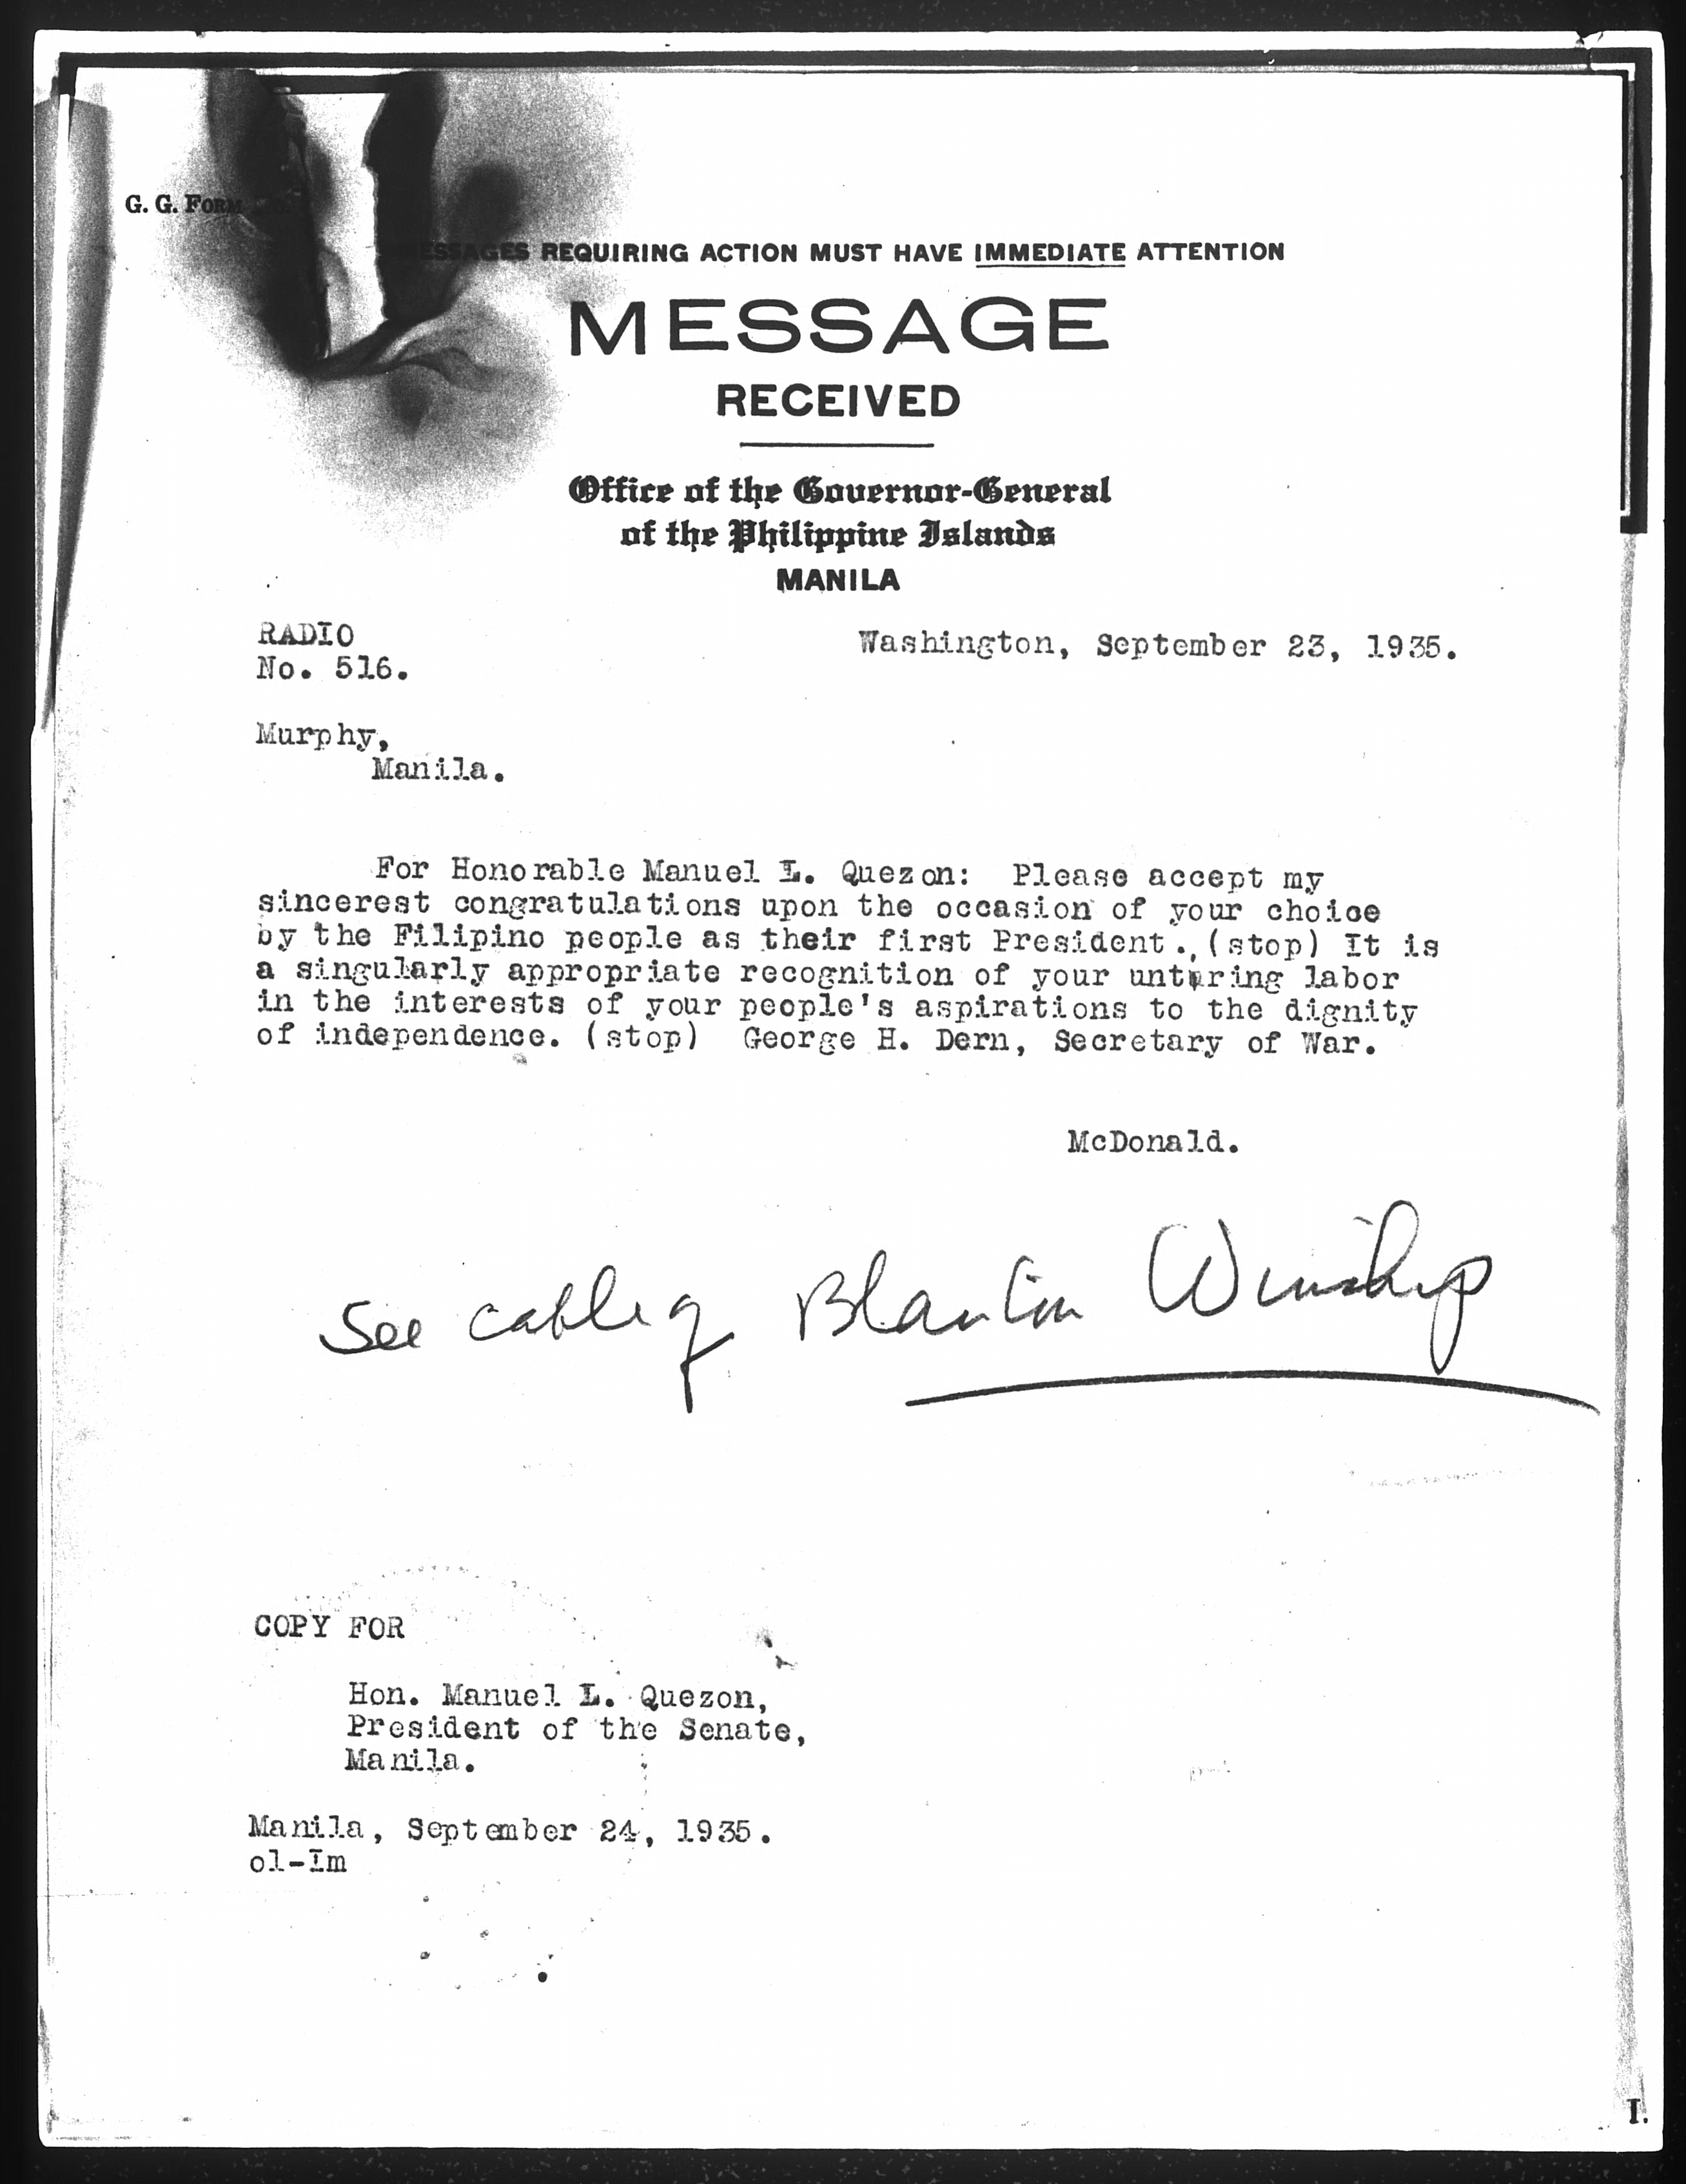 G. G. FORM
MESSAGES REQUIRING ACTION MUST HAVE IMMEDIATE ATTENTION
MESSAGE
RECEIVED
Office of the Governor-General
of the Philippine Islands
MANILA
RADIO
No. 516.
Washington, September 23, 1935.
Murphy,
Manila.
For Honorable Manuel L. Quezon: Please accept my
sincerest congratulations upon the occasion of your choice
by the Filipino people as their first President., (stop) It is
a singularly appropriate recognition of your untiring labor
in the interests of your people's aspirations to the dignity
of independence. (stop) George H. Dern, Secretary of War.
McDonald.
See cable of Blanton Winship
COPY FOR
Hon. Manuel L. Quezon,
President of the Senate,
Manila.
Manila, September 24, 1935.
ol-Im
I.